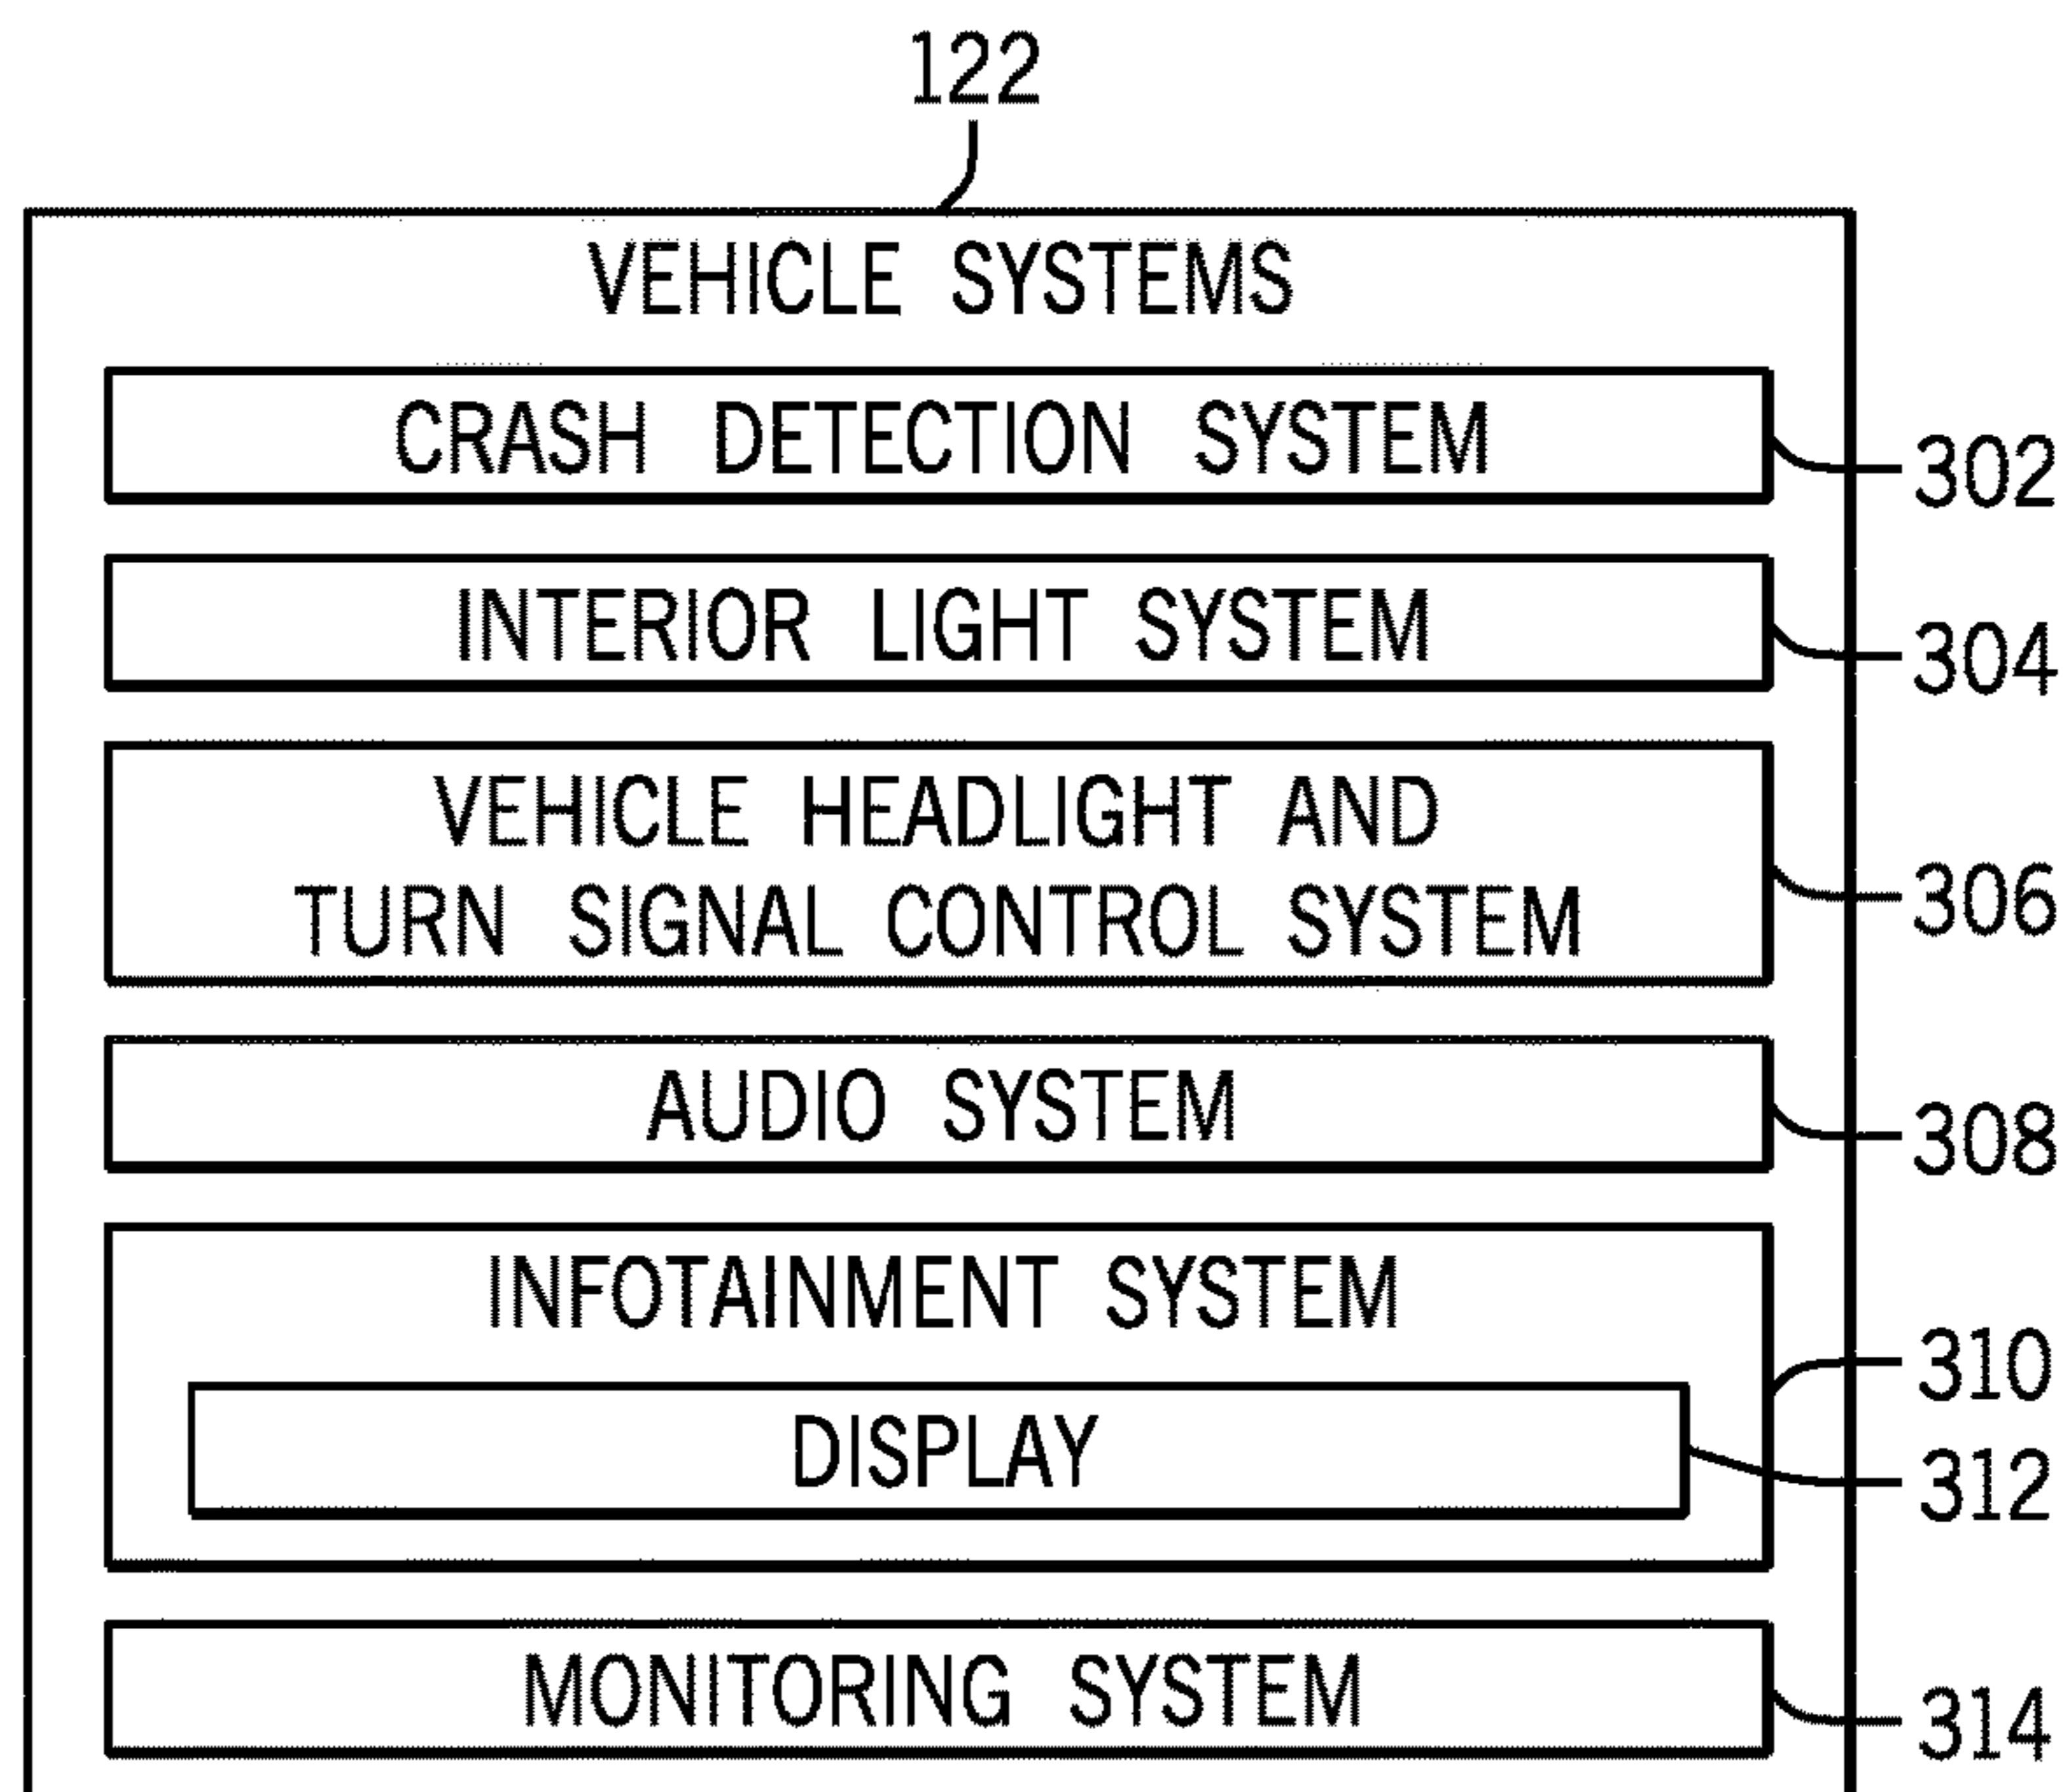 122
VEHICLE SYSTEMS
CRASH DETECTION SYSTEM
302
INTERIOR LIGHT SYSTEM
304
VEHICLE HEADLIGHT AND
TURN SIGNAL CONTROL SYSTEM
306
AUDIO SYSTEM
308
INFOTAINMENT SYSTEM
310
DISPLAY
312
MONITORING SYSTEM
314